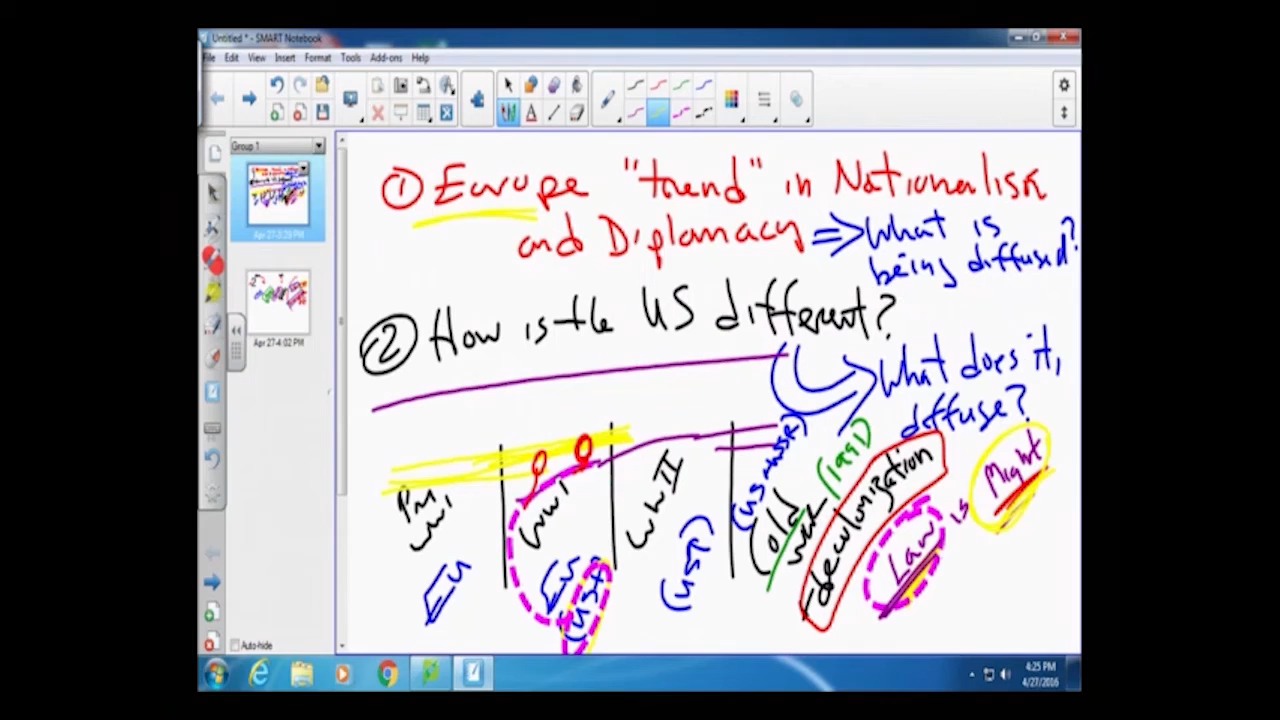 Untitled * - SMART Notebook
File Edit View Insert Format Tools Add-ons Help
Group 1
Apr 27-3:29 PM
Apr 27-4:02 PM
① Europe "trend" in Nationalism
and Diplomacy ⇒ What is
being diffused?
② How is the US different?
What does it,
diffuse?
Pre
WWI
EU
WWI
EU
(US)
WWII
(US)
(US → USSR)
(old
war
(1991)
decolonization
Law is Might
Auto-hide
4:25 PM
4/27/2016